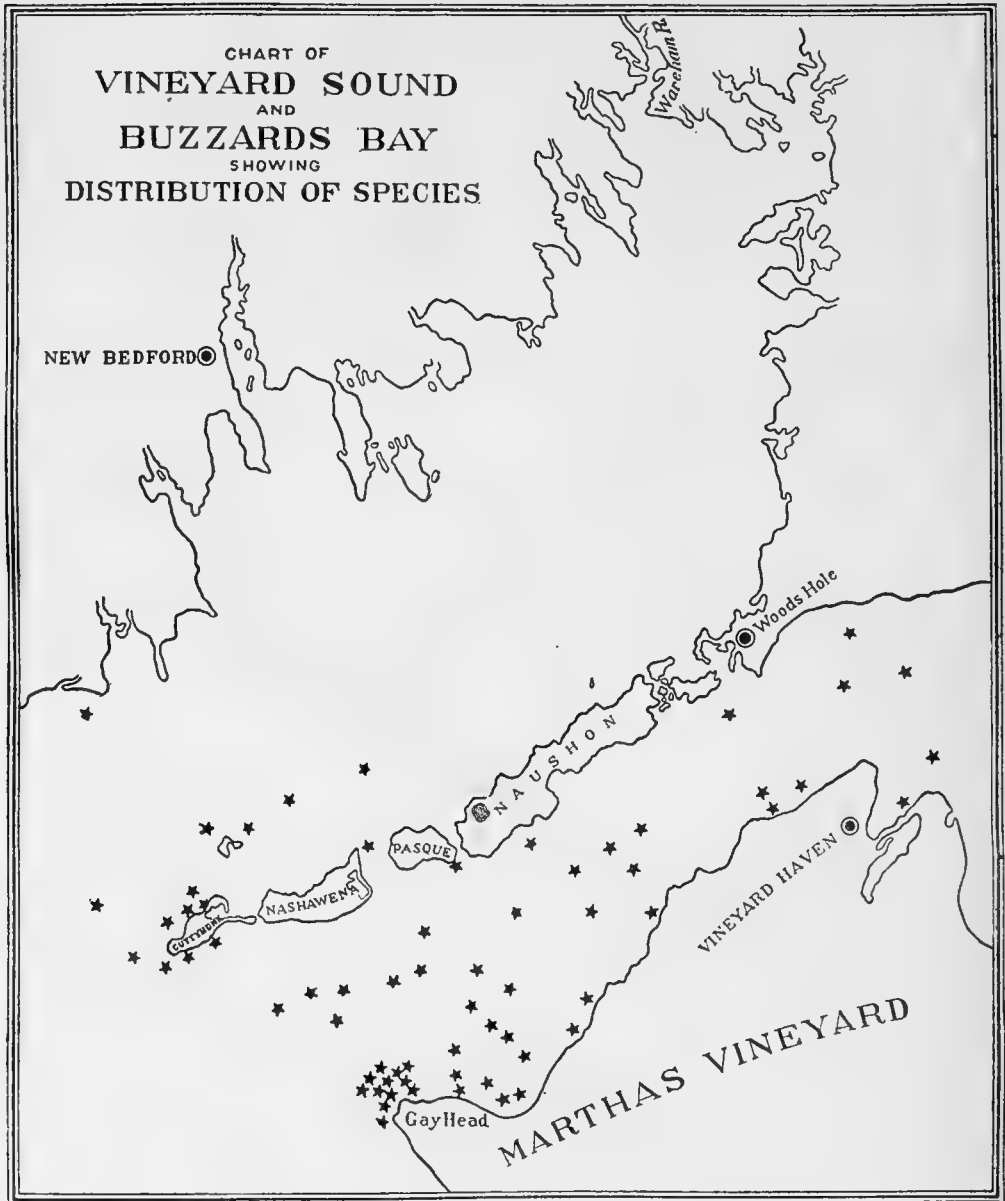 CHART OF
VINEYARD SOUND
AND
BUZZARDS BAY
SHOWING
DISTRIBUTION OF SPECIES
Wareham R.
NEW BEDFORD
Woods Hole
NAUSHON
PASQUE
NASHAWENA
CUTTYHUNK
VINEYARD HAVEN
MARTHAS VINEYARD
Gay Head